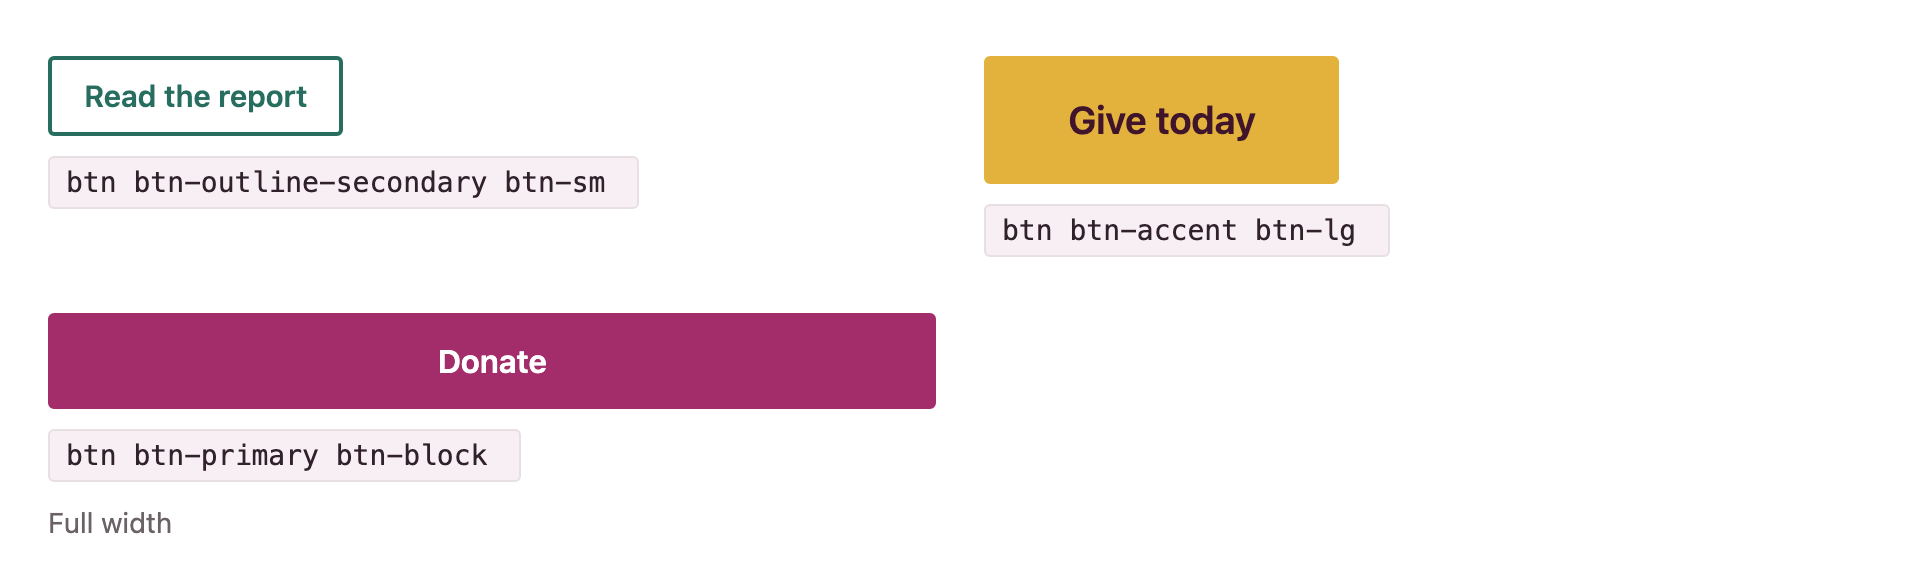 Read the report
btn btn-outline-secondary btn-sm
Give today
btn btn-accent btn-lg
Donate
btn btn-primary btn-block
Full width